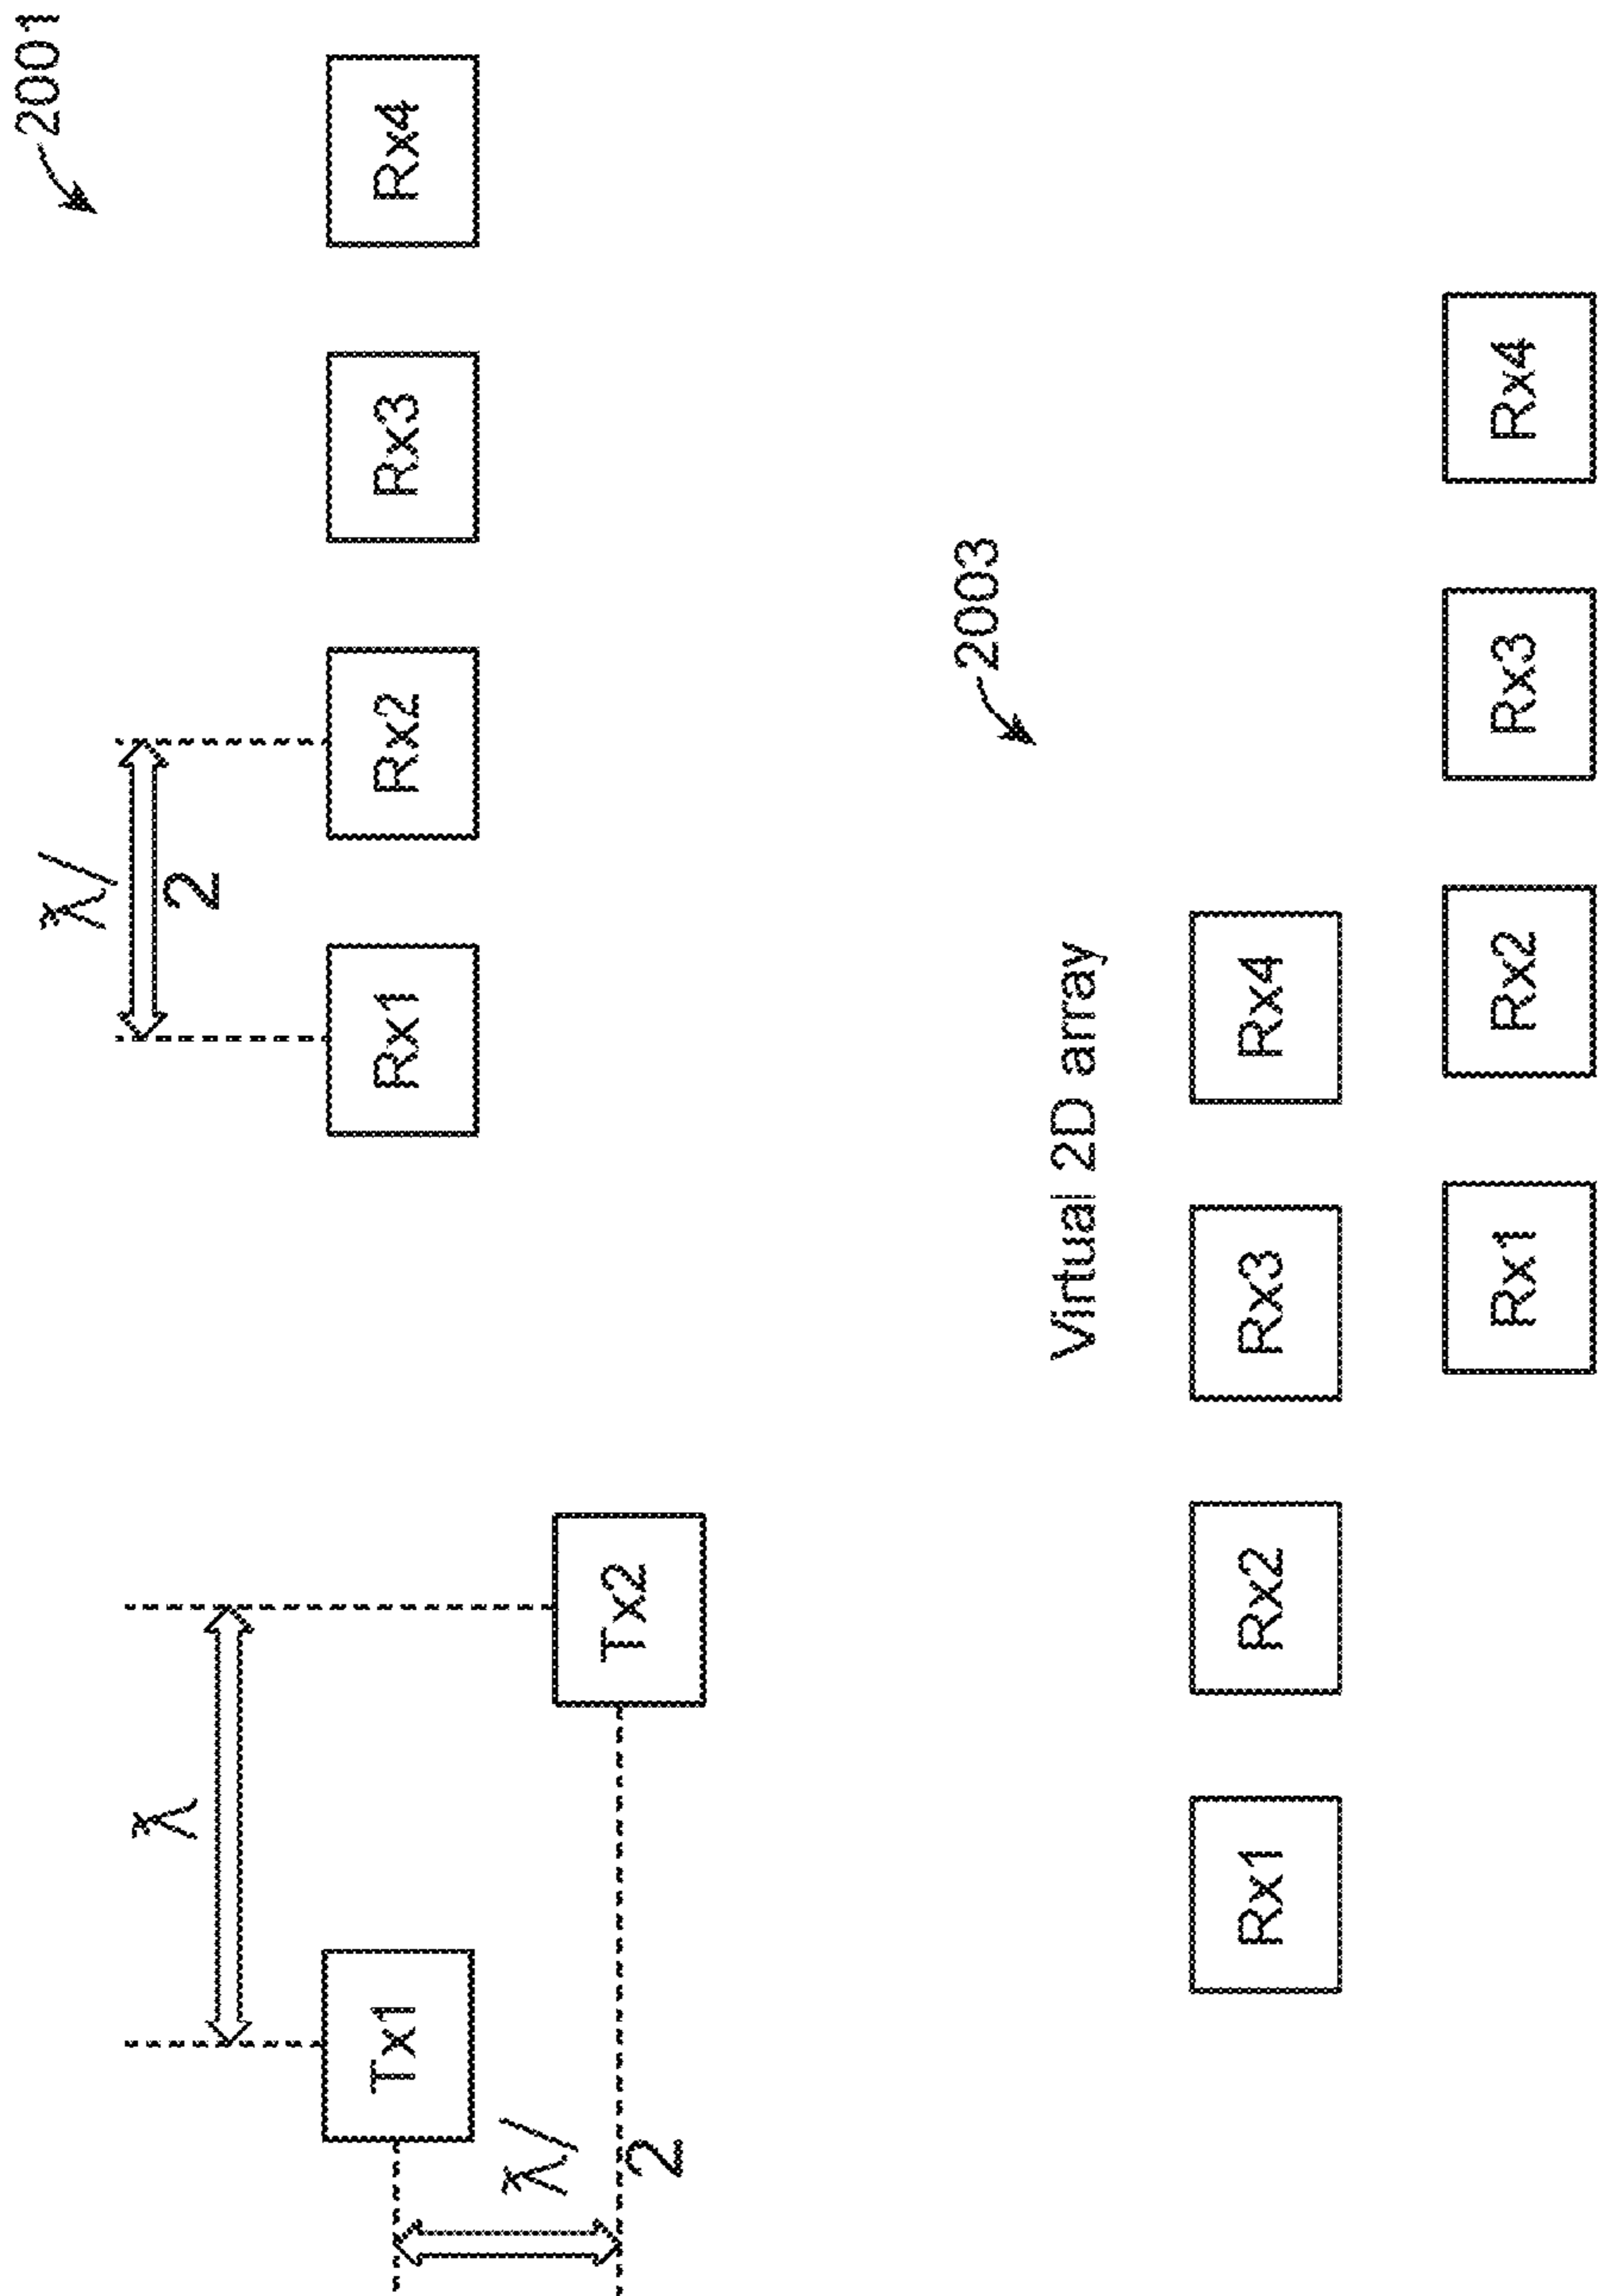 2001
λ
λ/
2
Tx1
Rx1
Rx2
Rx3
Rx4
λ/
2
Tx2
2003
Virtual 2D array
Rx1
Rx2
Rx3
Rx4
Rx1
Rx2
Rx3
Rx4